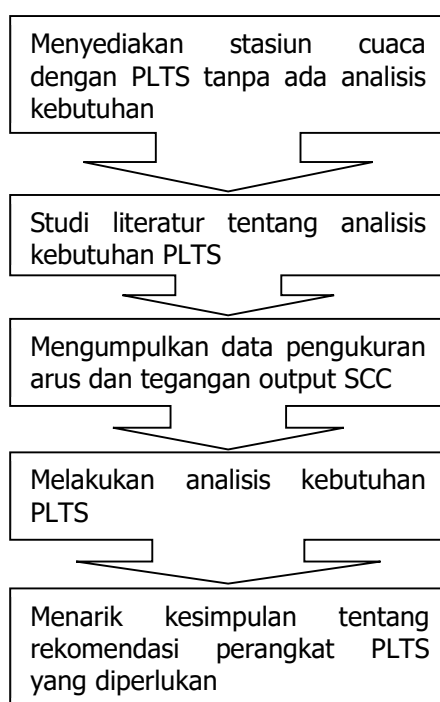 Menyediakan stasiun cuaca
dengan PLTS tanpa ada analisis
kebutuhan
Studi literatur tentang analisis
kebutuhan PLTS
Mengumpulkan data pengukuran
arus dan tegangan output SCC
Melakukan analisis kebutuhan
PLTS
Menarik kesimpulan tentang
rekomendasi perangkat PLTS
yang diperlukan